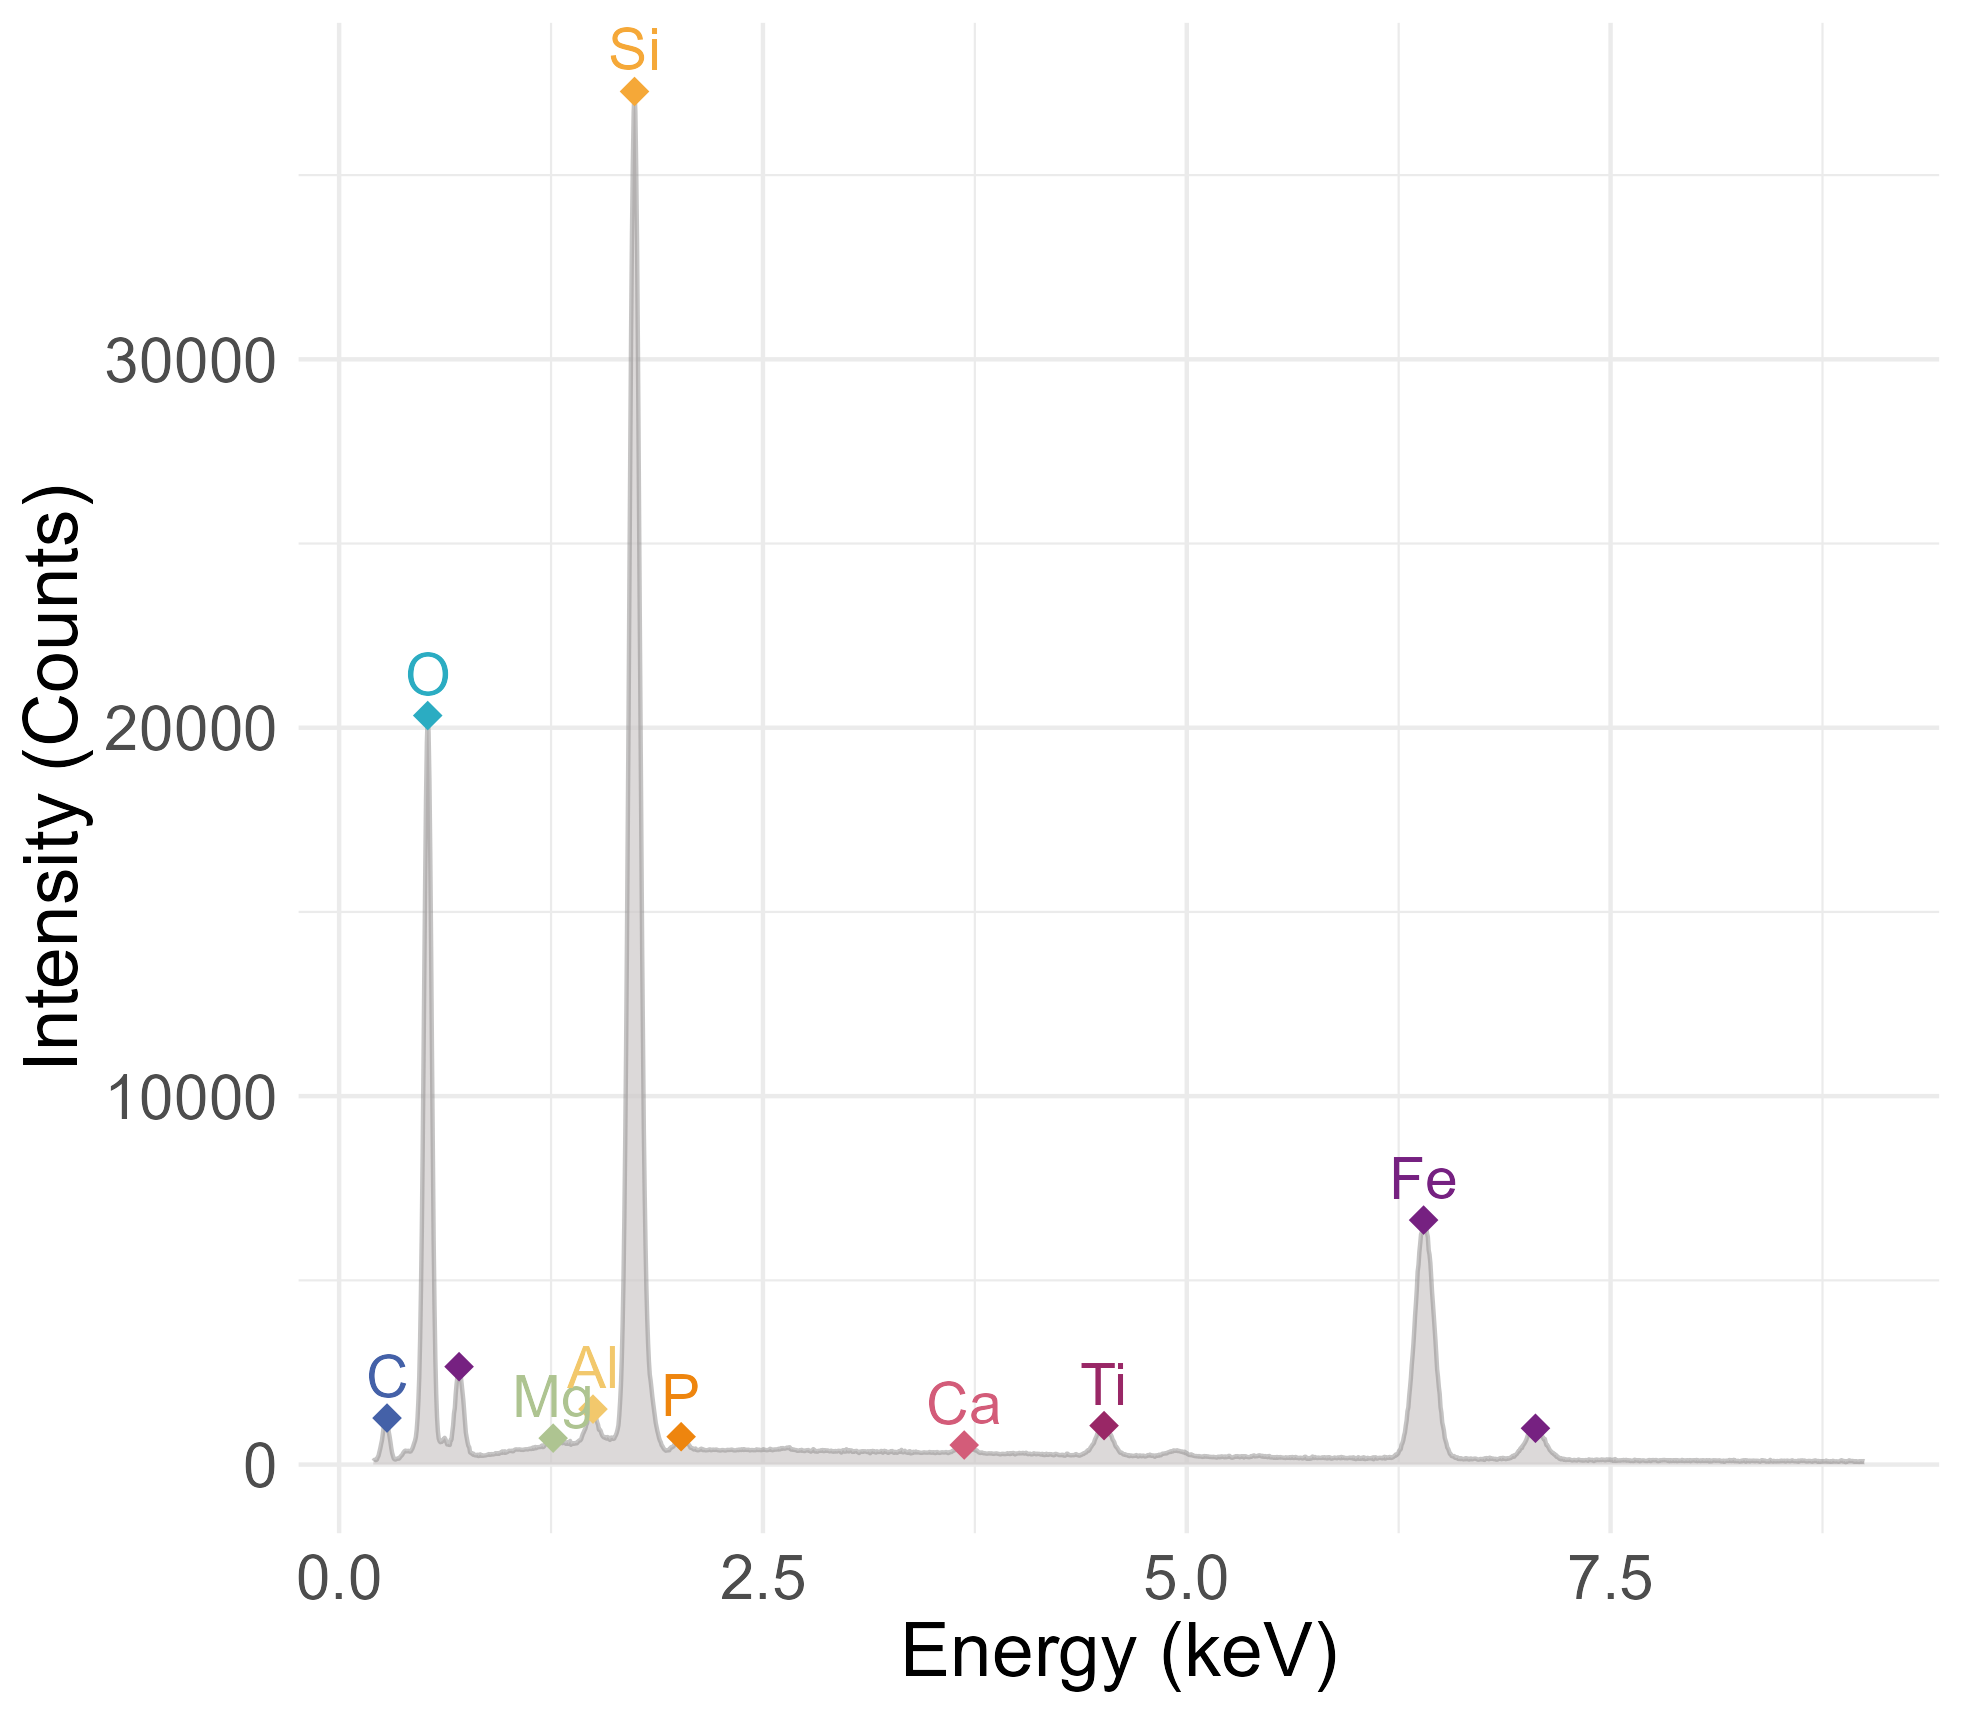 Si
30000
O
20000
Intensity (Counts)
10000
Fe
Al
C
Mg
P
Ca
Ti
0
0.0
2.5
5.0
7.5
Energy (keV)